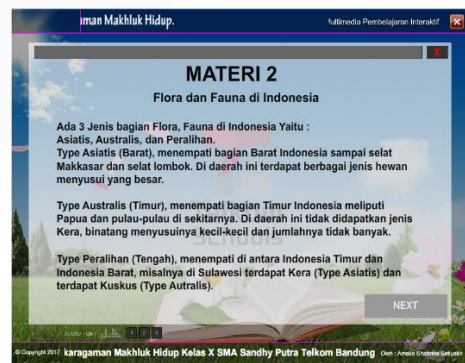 aman Makhluk Hidup.
fultimedia Pembelajaran Interaktif
X
MATERI 2
Flora dan Fauna di Indonesia
Ada 3 Jenis bagian Flora, Fauna di Indonesia Yaitu :
Asiatis, Australis, dan Peralihan.
Type Asiatis (Barat), menempati bagian Barat Indonesia sampai selat
Makkasar dan selat lombok. Di daerah ini terdapat berbagai jenis hewan
menyusui yang besar.
Type Australis (Timur), menempati bagian Timur Indonesia meliputi
Papua dan pulau-pulau di sekitarnya. Di daerah ini tidak didapatkan jenis
Kera, binatang menyusuinya kecil-kecil dan jumlahnya tidak banyak.
Type Peralihan (Tengah), menempati di antara Indonesia Timur dan
Indonesia Barat, misalnya di Sulawesi terdapat Kera (Type Asiatis) dan
terdapat Kuskus (Type Autralis).
NEXT
© Copyright 2017 karagaman Makhluk Hidup Kelas X SMA Sandhy Putra Telkom Bandung Oleh :